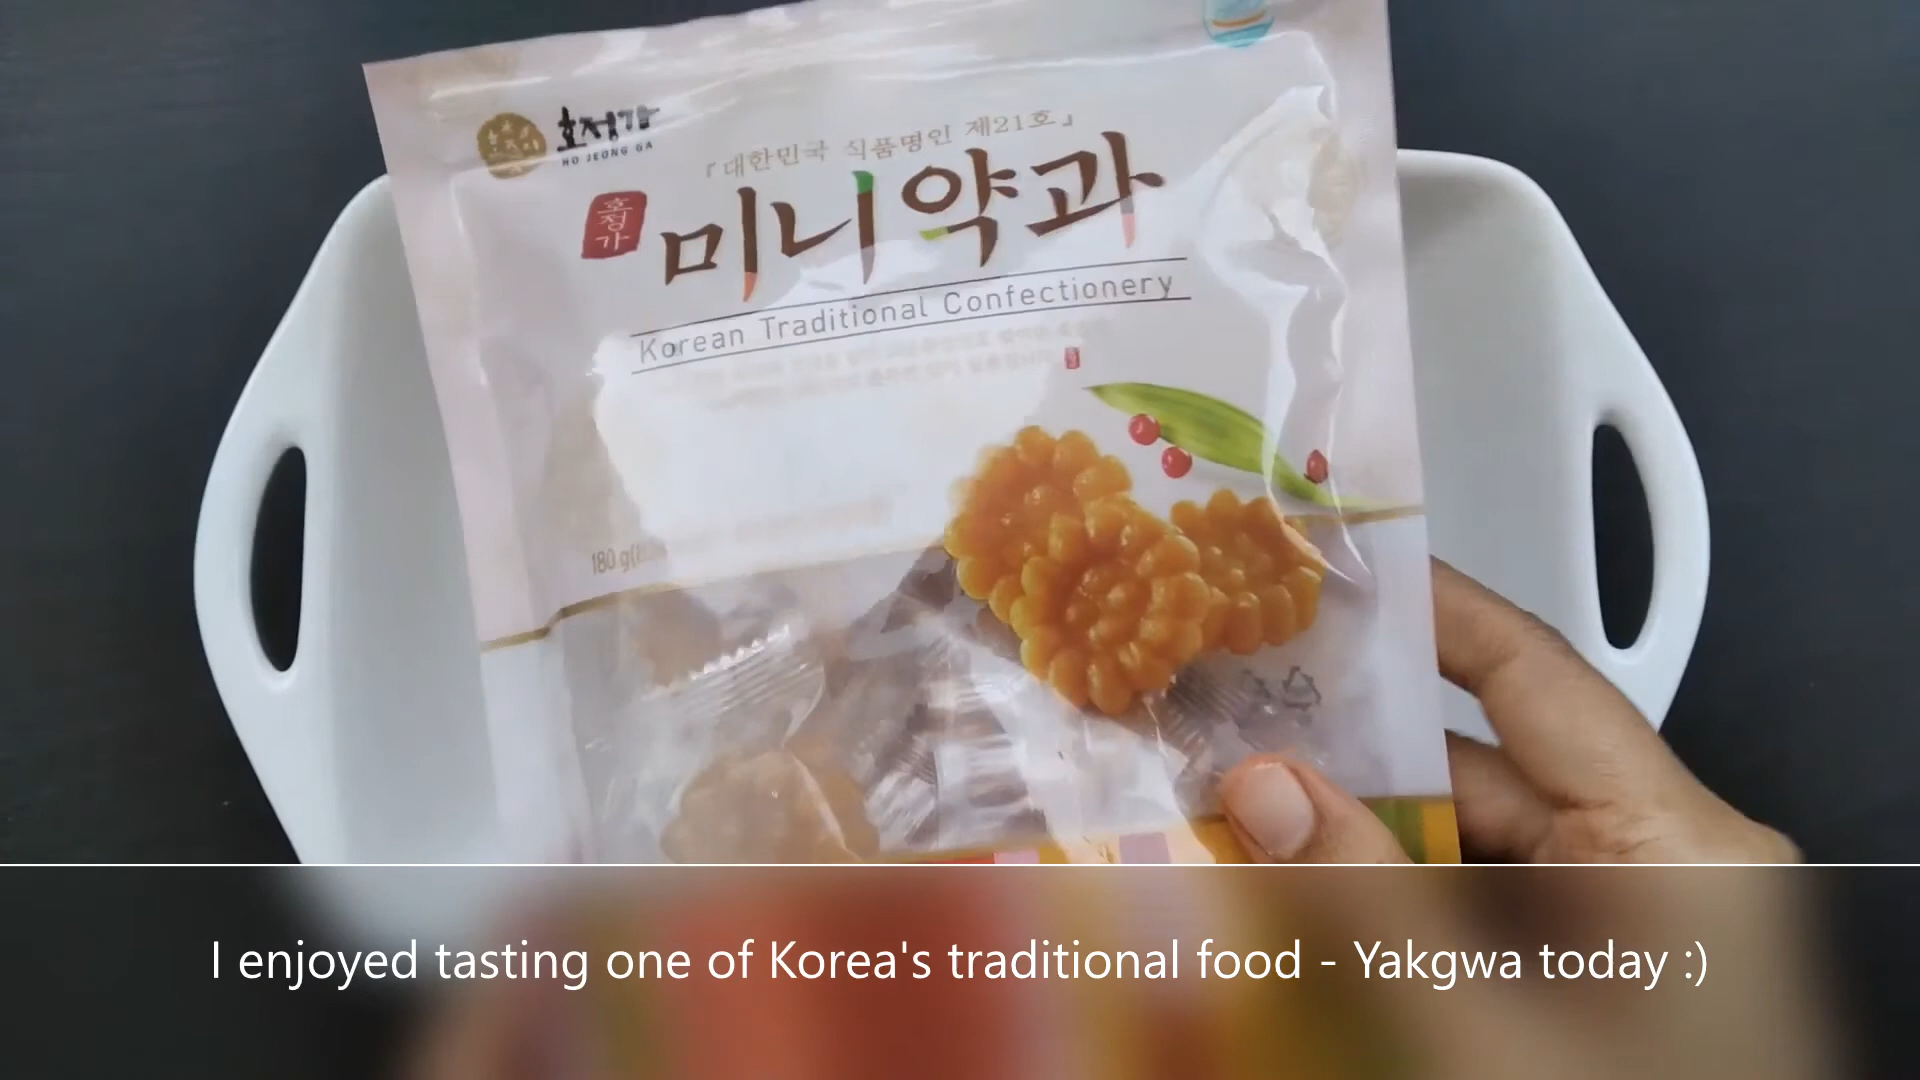 호정가
HO JEONG GA
『대한민국 식품명인 제21호』
호정가
미니약과
Korean Traditional Confectionery
180 g
I enjoyed tasting one of Korea's traditional food - Yakgwa today :)